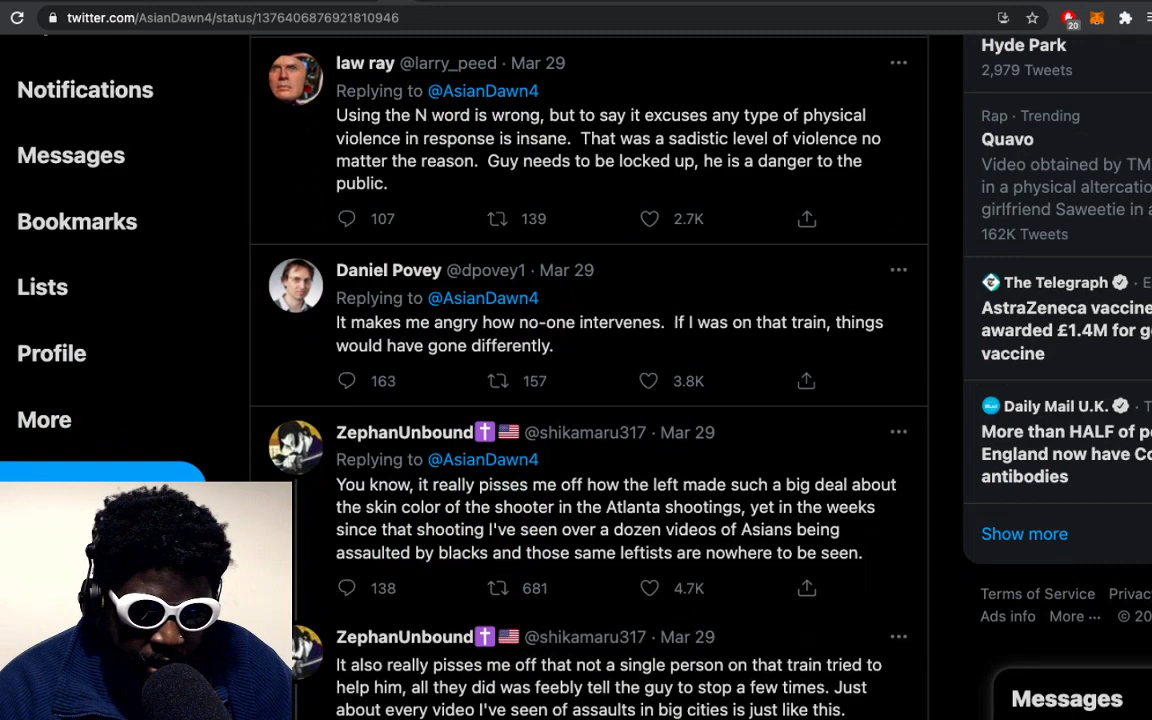 twitter.com/AsianDawn4/status/1376406876921810946
20
Notifications
Messages
Bookmarks
Lists
Profile
More
law ray @larry_peed · Mar 29
Replying to @AsianDawn4
Using the N word is wrong, but to say it excuses any type of physical
violence in response is insane. That was a sadistic level of violence no
matter the reason. Guy needs to be locked up, he is a danger to the
public.
107 139 2.7K
Daniel Povey @dpovey1 · Mar 29
Replying to @AsianDawn4
It makes me angry how no-one intervenes. If I was on that train, things
would have gone differently.
163 157 3.8K
ZephanUnbound✝️🇺🇸 @shikamaru317 · Mar 29
Replying to @AsianDawn4
You know, it really pisses me off how the left made such a big deal about
the skin color of the shooter in the Atlanta shootings, yet in the weeks
since that shooting I've seen over a dozen videos of Asians being
assaulted by blacks and those same leftists are nowhere to be seen.
138 681 4.7K
ZephanUnbound✝️🇺🇸 @shikamaru317 · Mar 29
It also really pisses me off that not a single person on that train tried to
help him, all they did was feebly tell the guy to stop a few times. Just
about every video I've seen of assaults in big cities is just like this.
Hyde Park
2,979 Tweets
Rap · Trending
Quavo
Video obtained by TM
in a physical altercatio
girlfriend Saweetie in a
162K Tweets
The Telegraph · E
AstraZeneca vaccine
awarded £1.4M for g
vaccine
Daily Mail U.K. · T
More than HALF of p
England now have Co
antibodies
Show more
Terms of Service Privac
Ads info More ··· © 20
Messages